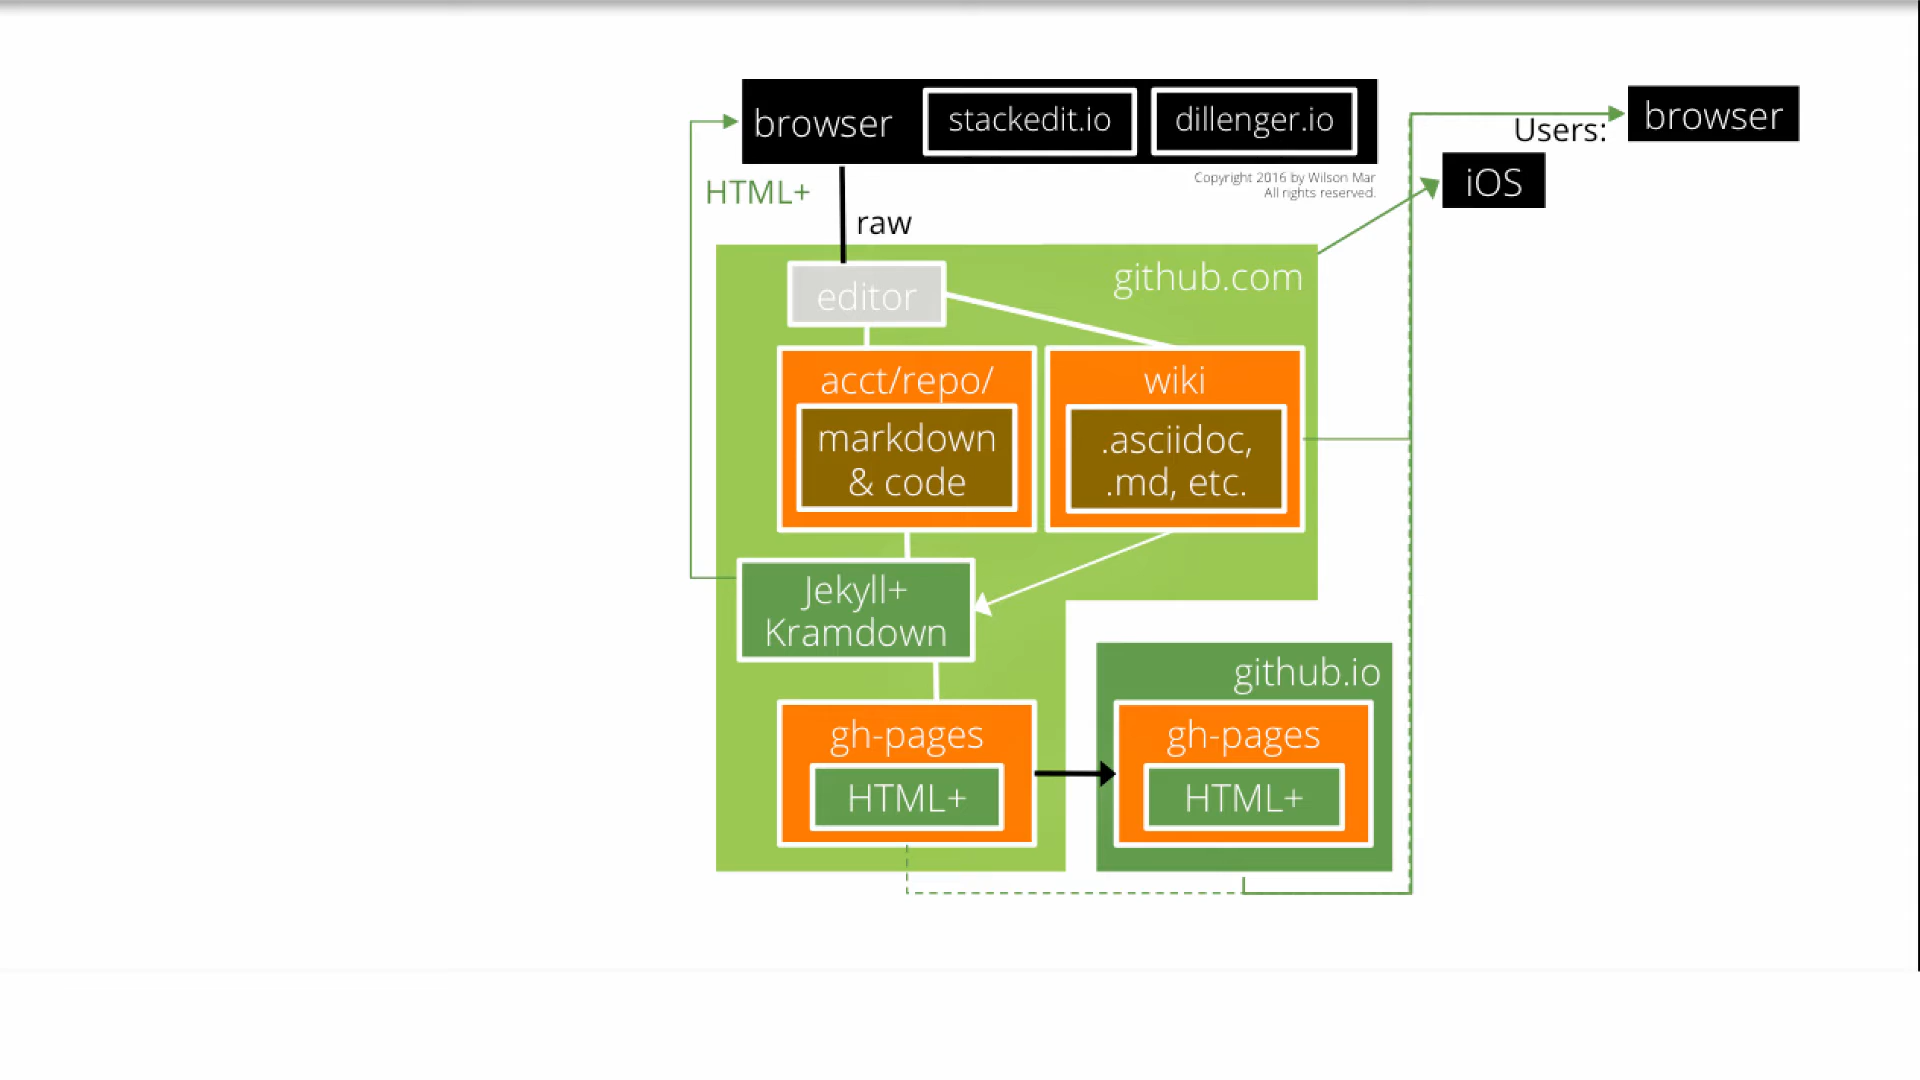 browser
stackedit.io
dillenger.io
browser
Users:
iOS
Copyright 2016 by Wilson Mar
All rights reserved.
HTML+
raw
github.com
editor
acct/repo/
markdown
& code
wiki
.asciidoc,
.md, etc.
Jekyll+
Kramdown
github.io
gh-pages
HTML+
gh-pages
HTML+